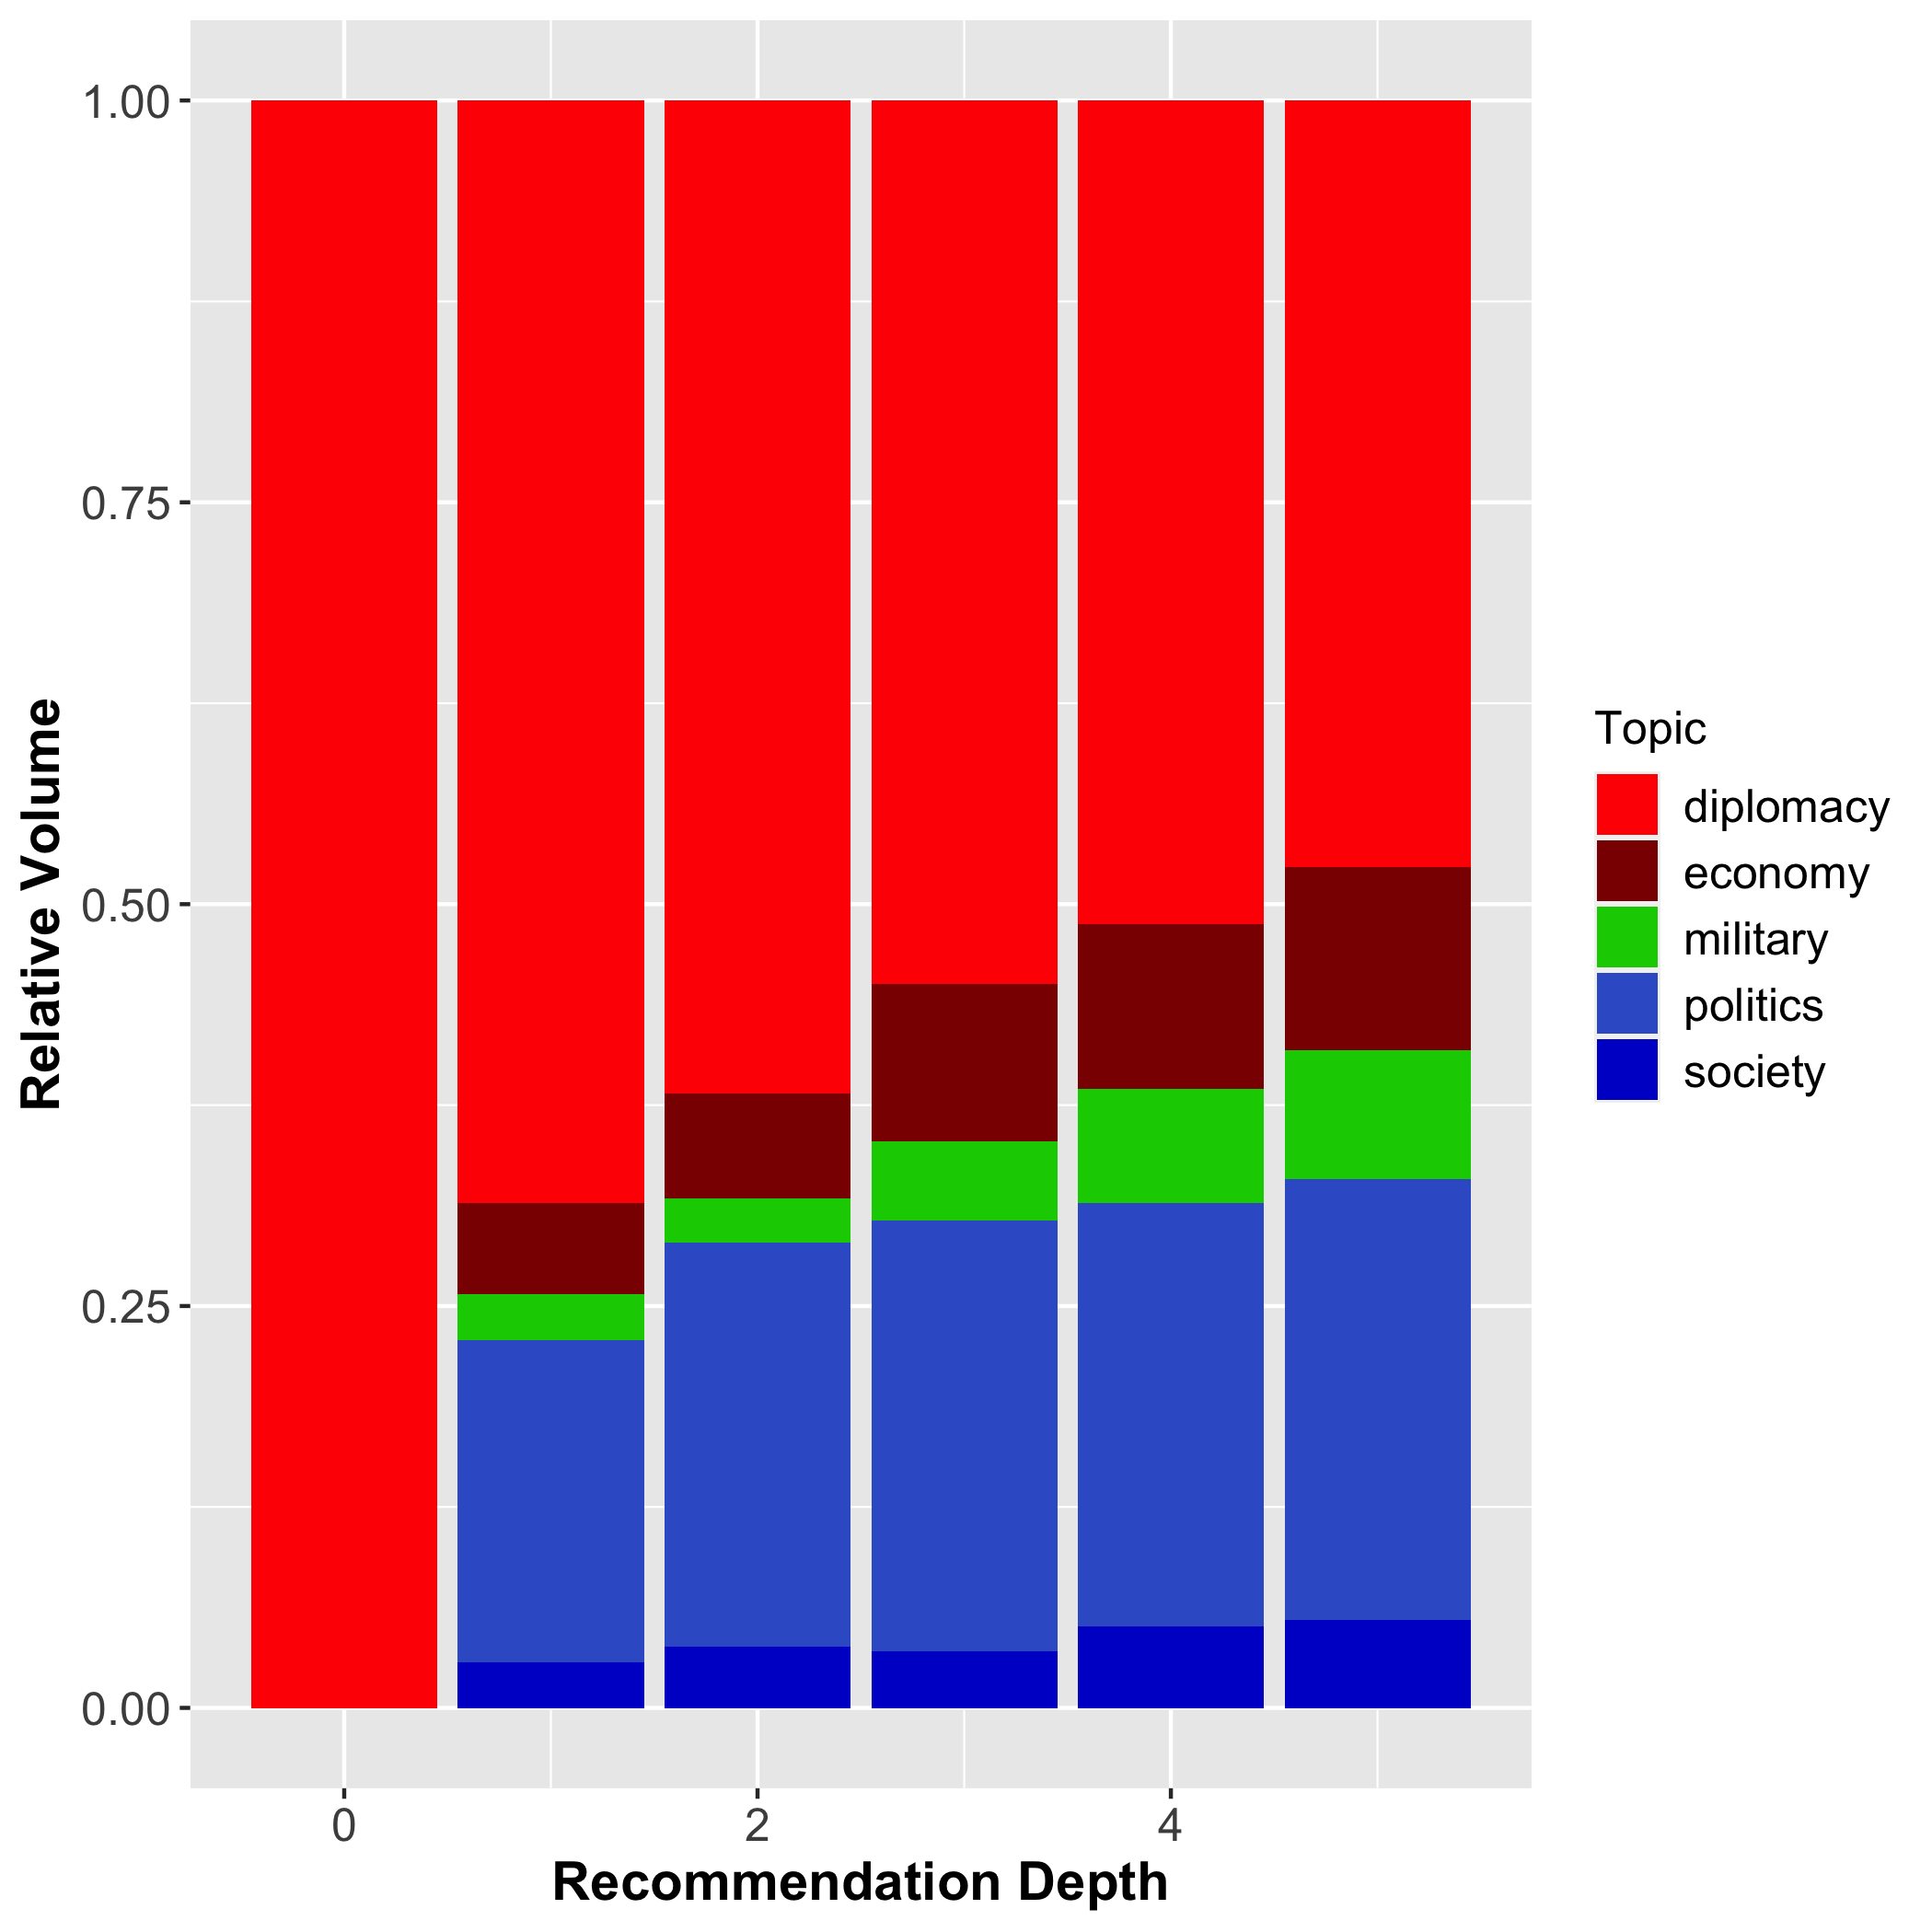 1.00
0.75
0.50
0.25
0.00
Relative Volume
0
2
4
Recommendation Depth
Topic
diplomacy
economy
military
politics
society